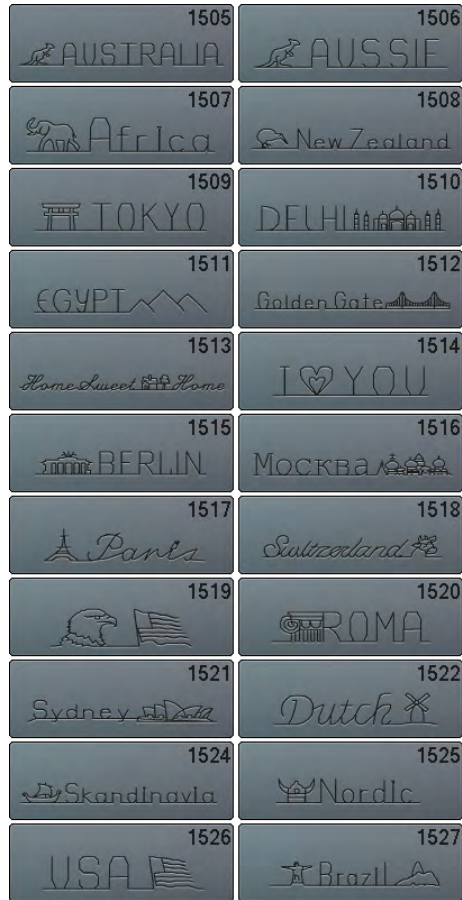 1505
AUSTRALIA
1506
AUSSIE
1507
Africa
1508
New Zealand
1509
TOKYO
1510
DELHI
1511
EGYPT
1512
Golden Gate
1513
Home Sweet Home
1514
I YOU
1515
BERLIN
1516
Москва
1517
Paris
1518
Switzerland
1519
1520
ROMA
1521
Sydney
1522
Dutch
1524
Skandinavia
1525
Nordic
1526
USA
1527
Brazil